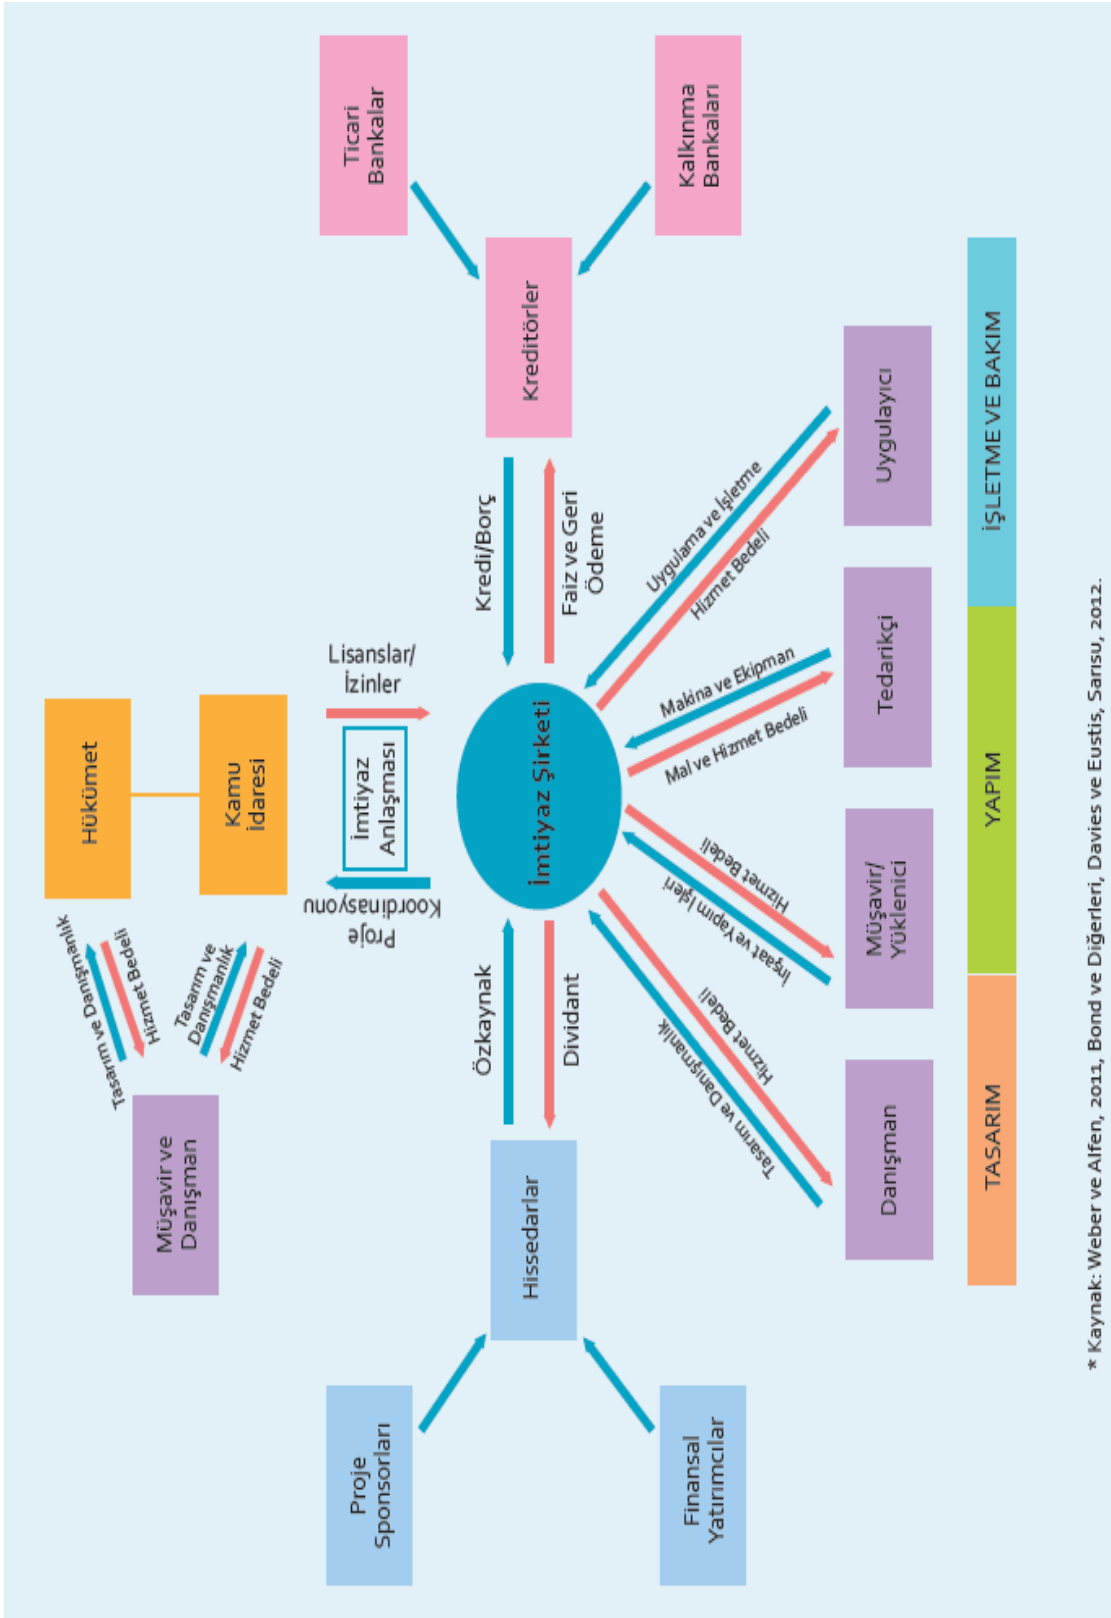 Hükümet
Kamu
İdaresi
Müşavir ve
Danışman
Tasarım ve Danışmanlık
Hizmet Bedeli
Tasarım ve
Danışmanlık
Hizmet Bedeli
Proje
Koordinasyonu
İmtiyaz
Anlaşması
Lisanslar/
İzinler
Proje
Sponsorları
Finansal
Yatırımcılar
Hissedarlar
Özkaynak
Dividant
İmtiyaz Şirketi
Kredi/Borç
Faiz ve Geri
Ödeme
Kreditörler
Ticari
Bankalar
Kalkınma
Bankaları
Tasarım ve Danışmanlık
Hizmet Bedeli
İnşaat ve Yapım İşleri
Hizmet Bedeli
Mal ve Hizmet Bedeli
Makina ve Ekipman
Hizmet Bedeli
Uygulama ve İşletme
Danışman
Müşavir/
Yüklenici
Tedarikçi
Uygulayıcı
TASARIM
YAPIM
İŞLETME VE BAKIM
* Kaynak: Weber ve Alfen, 2011, Bond ve Diğerleri, Davies ve Eustis, Sarısu, 2012.